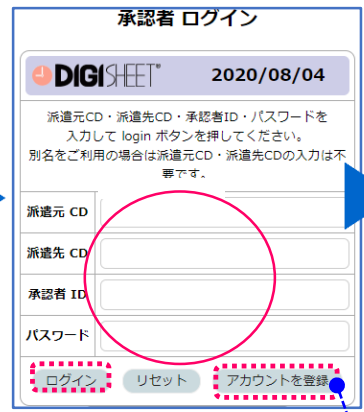 承認者 ログイン
DIGISHEET® 2020/08/04
派遣元CD・派遣先CD・承認者ID・パスワードを
入力して login ボタンを押してください。
別名をご利用の場合は派遣元CD・派遣先CDの入力は不
要です。
派遣元 CD
派遣先 CD
承認者 ID
パスワード
ログイン リセット アカウントを登録